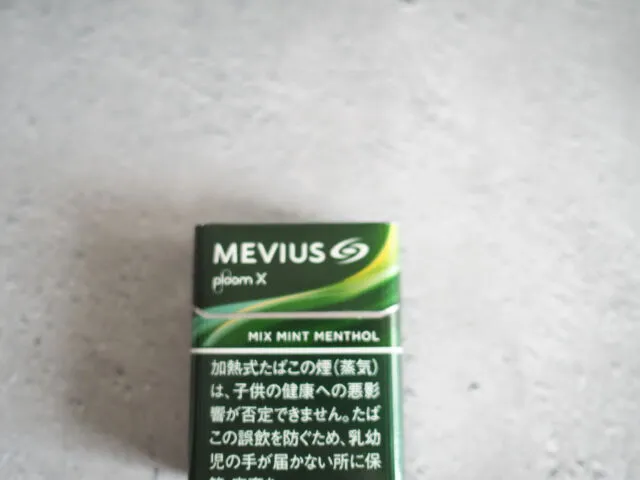 MEVIUS
ploom X
MIX MINT MENTHOL
加熱式たばこの煙(蒸気)
は、子供の健康への悪影
響が否定できません。たば
この誤飲を防ぐため、乳幼
児の手が届かない所に保